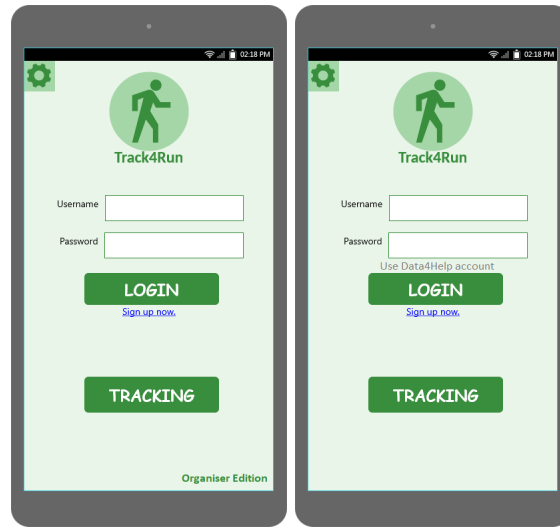 02:18 PM
Track4Run
Username
Password
LOGIN
Sign up now.
TRACKING
Organiser Edition
02:18 PM
Track4Run
Username
Password
Use Data4Help account
LOGIN
Sign up now.
TRACKING